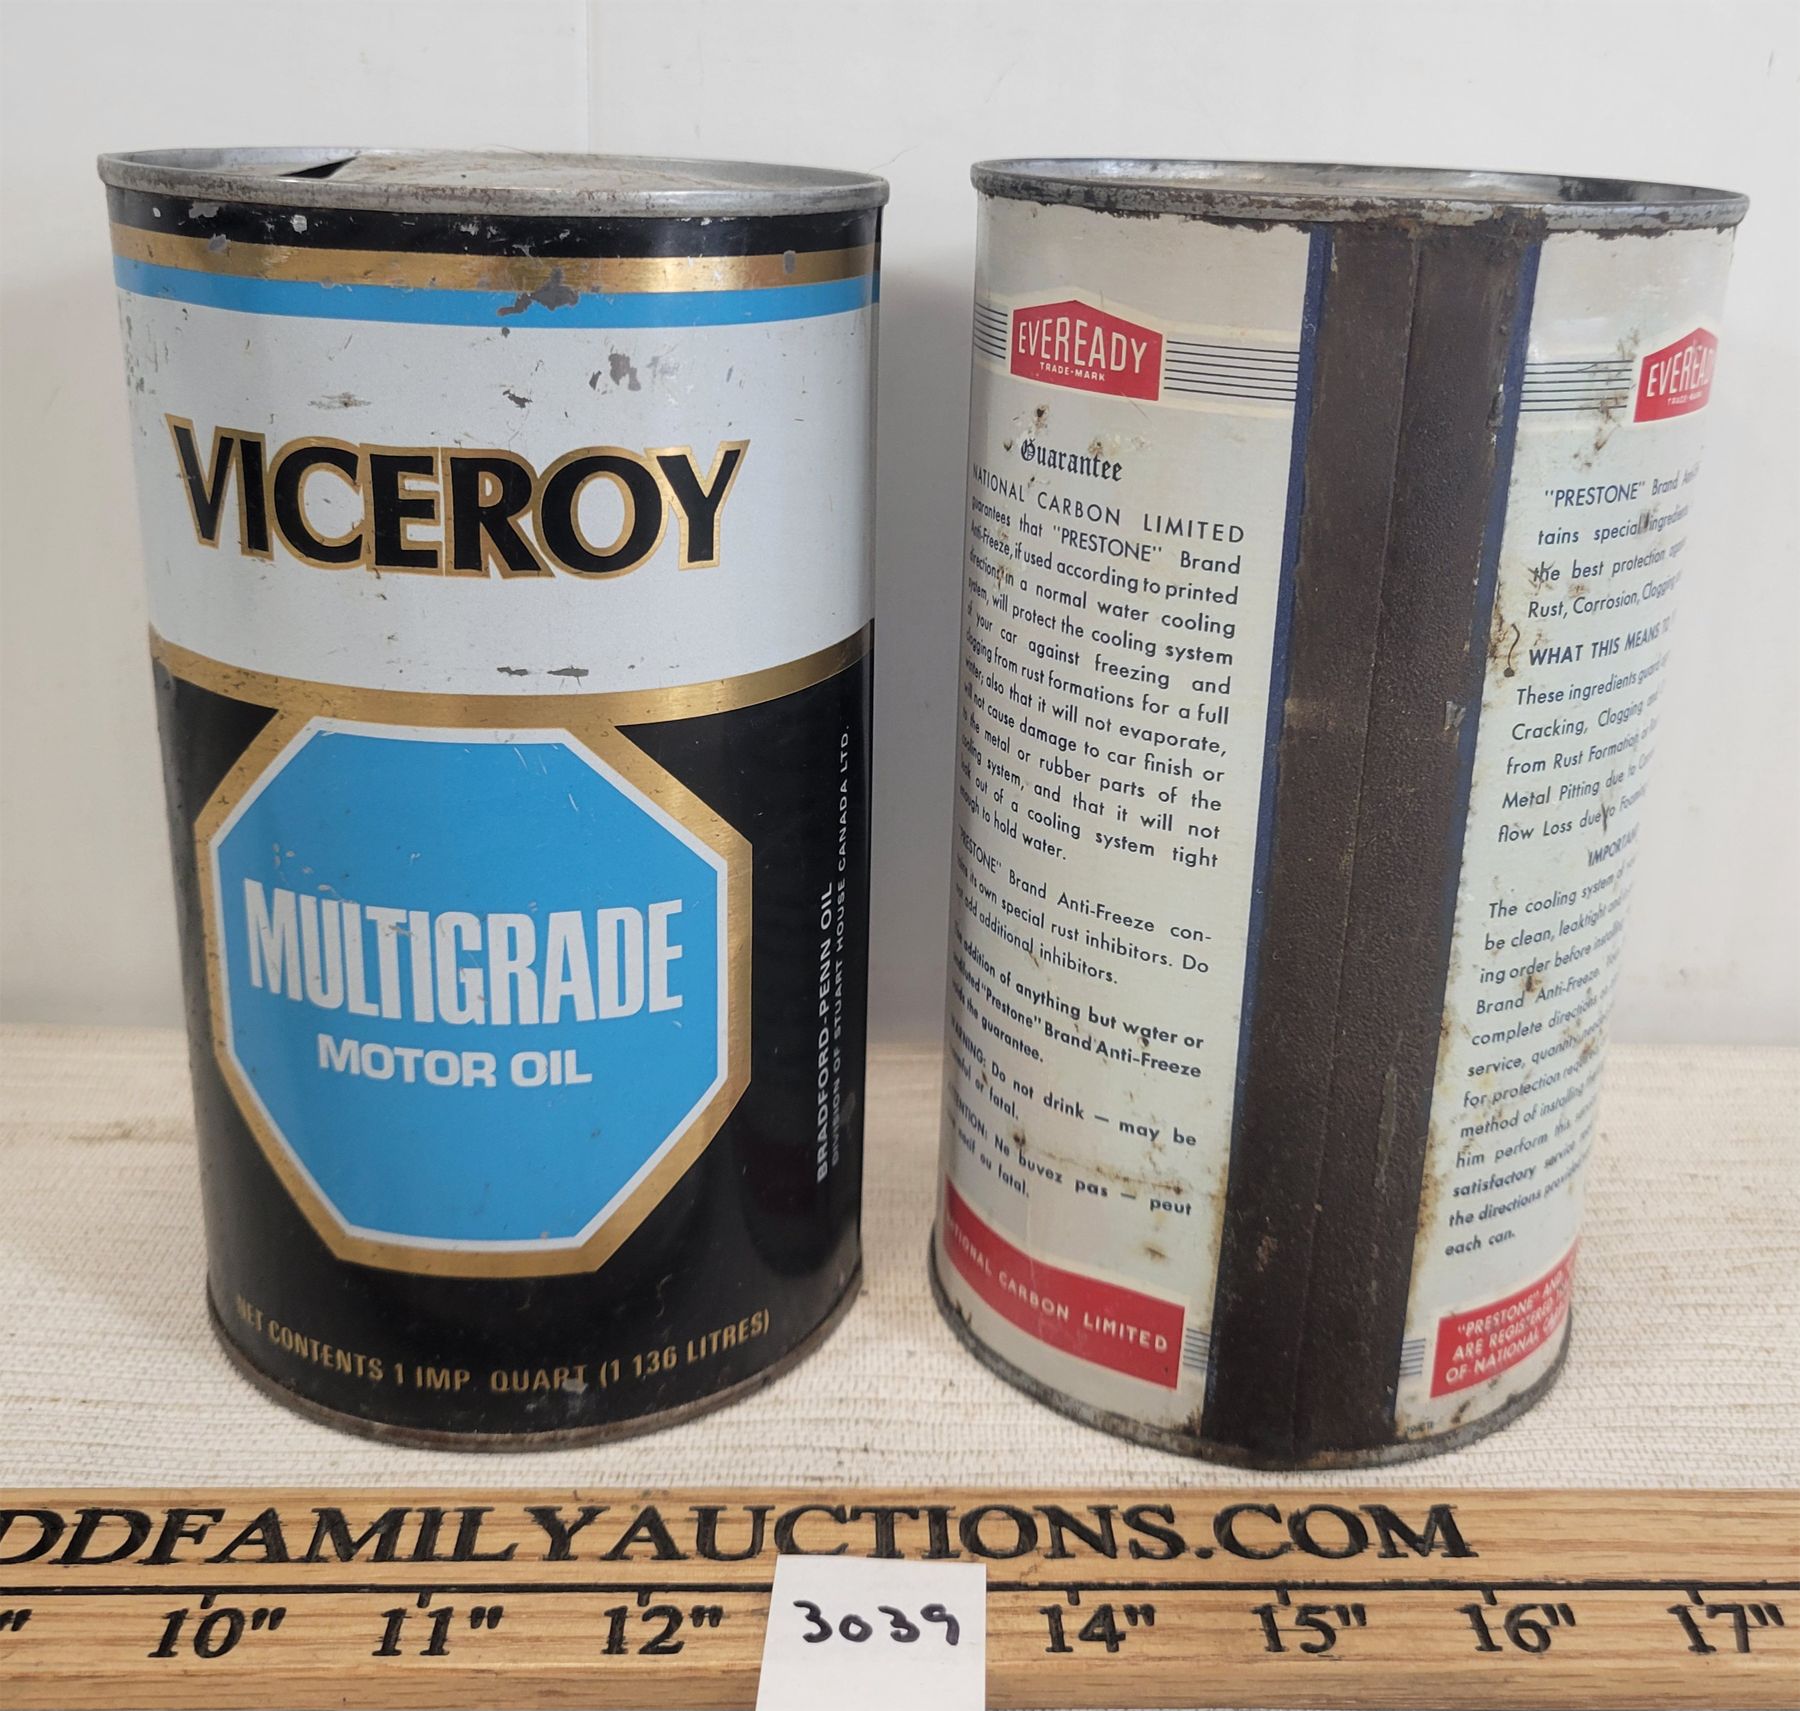 VICEROY
MULTIGRADE
MOTOR OIL
NET CONTENTS 1 IMP. QUART (1 136 LITRES)
BRADFORD-PENN OIL
DIVISION OF STUART HOUSE CANADA LTD.
EVEREADY
TRADE-MARK
Guarantee
NATIONAL CARBON LIMITED
guarantees that "PRESTONE" Brand
Anti-Freeze, if used according to printed
directions in a normal water cooling
system, will protect the cooling system
of your car against freezing and
clogging from rust formations for a full
winter; also that it will not evaporate,
will not cause damage to car finish or
to the metal or rubber parts of the
cooling system, and that it will not
leak out of a cooling system tight
enough to hold water.
"PRESTONE" Brand Anti-Freeze con-
tains its own special rust inhibitors. Do
not add additional inhibitors.
The addition of anything but water or
undiluted "Prestone" Brand Anti-Freeze
voids the guarantee.
WARNING: Do not drink — may be
harmful or fatal.
ATTENTION: Ne buvez pas — peut
être nocif ou fatal.
NATIONAL CARBON LIMITED
EVEREADY
TRADE-MARK
"PRESTONE" Brand
tains special ingredients
the best protection
Rust, Corrosion, Clogging
WHAT THIS MEANS TO
These ingredients guard
Cracking, Clogging and
from Rust Formation
Metal Pitting due to
flow Loss due to
IMPORTANT
The cooling system of
be clean, leaktight and
ing order before installing
Brand Anti-Freeze.
complete directions
service, quantity needed
for protection required
method of installing
him perform this
satisfactory service
the directions
each can.
"PRESTONE" AND
ARE REGISTERED
OF NATIONAL
DDFAMILYAUCTIONS.COM
10" 11" 12" 14" 15" 16" 17"
3039